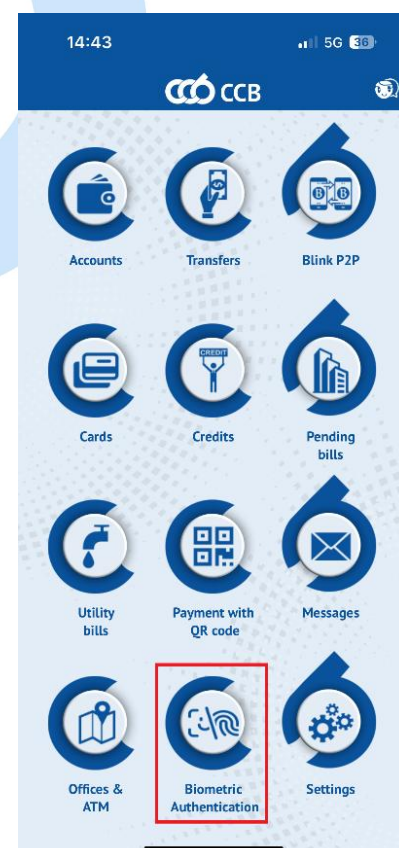 14:43
5G 36
CCB
Accounts
Transfers
Blink P2P
CREDIT
Cards
Credits
Pending
bills
Utility
bills
Payment with
QR code
Messages
Offices &
ATM
Biometric
Authentication
Settings